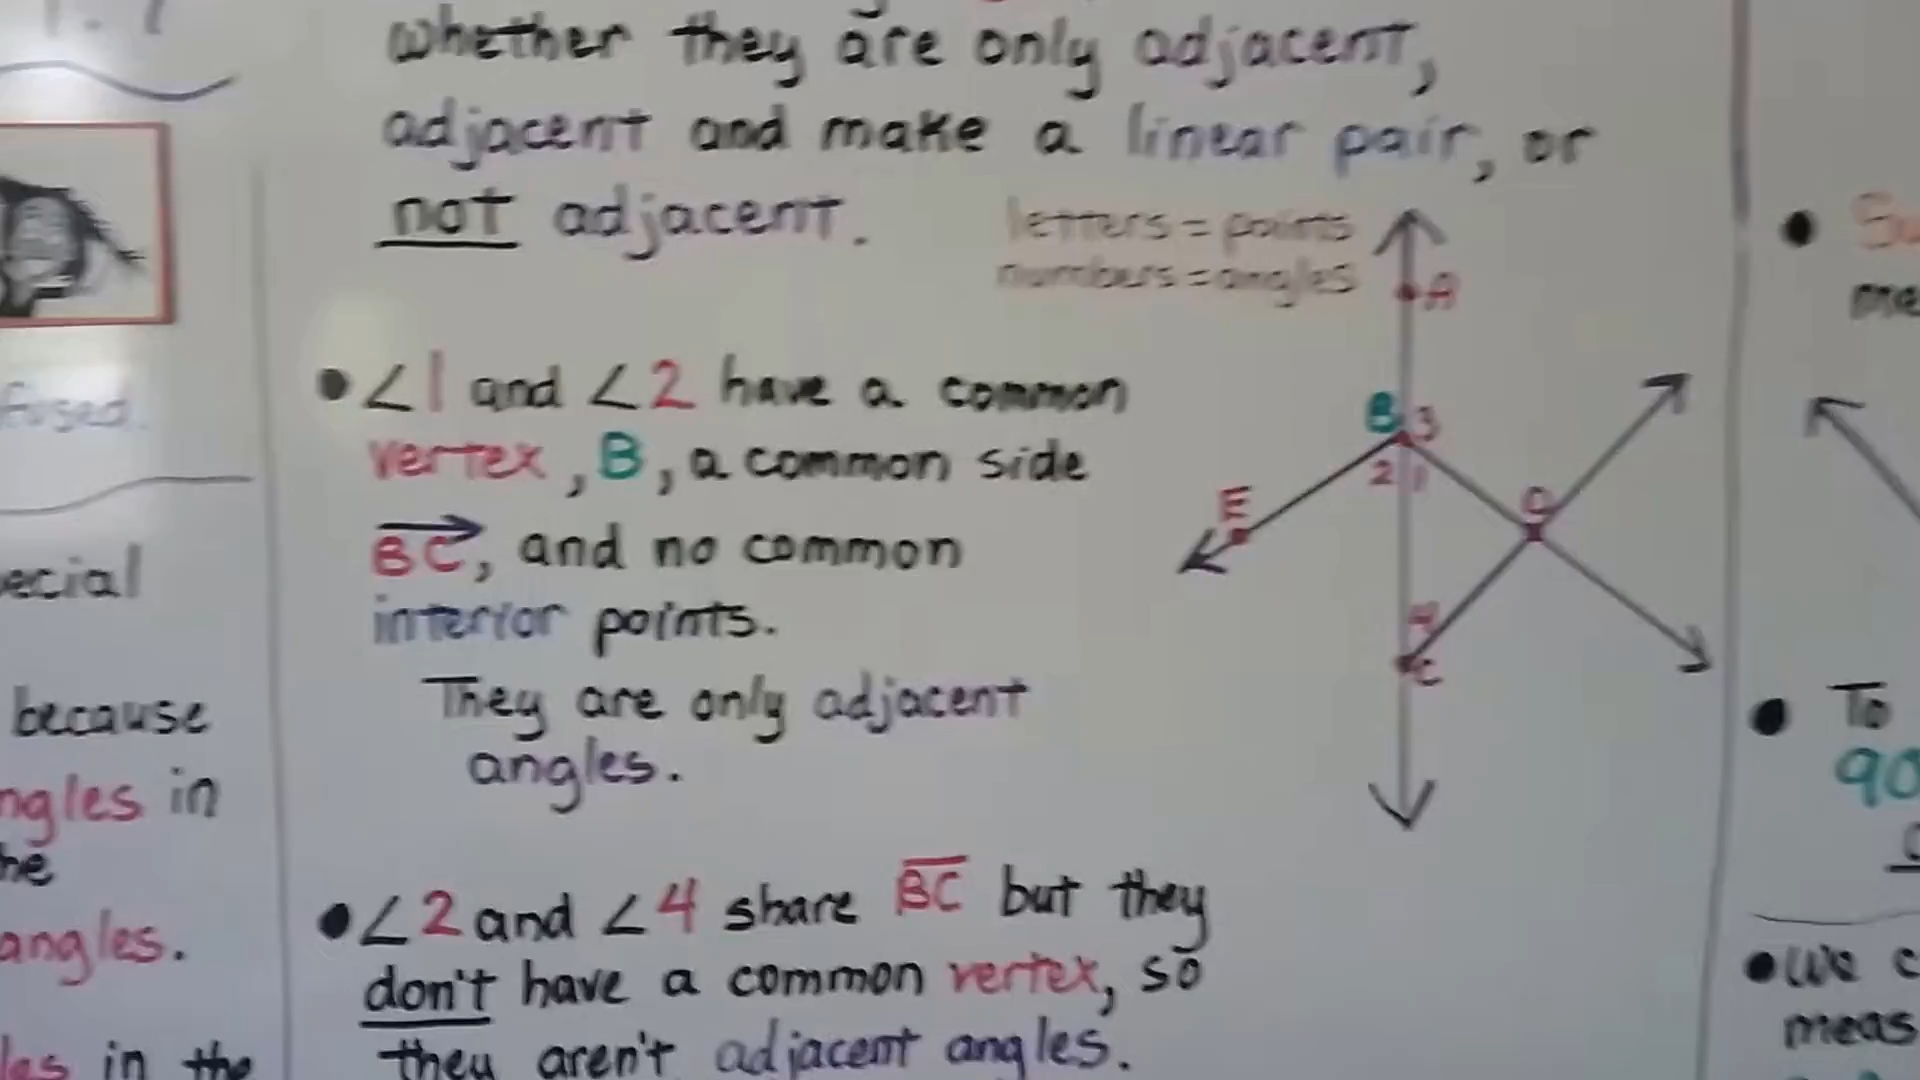 whether they are only adjacent,
adjacent and make a linear pair, or
not adjacent.
letters = points
numbers = angles
∠1 and ∠2 have a common
vertex, B, a common side
BC, and no common
interior points.
They are only adjacent
angles.
∠2 and ∠4 share BC but they
don't have a common vertex, so
they aren't adjacent angles.
A
B 3
2 1
E
4
C
because
in
angles.
in the
me
To
90
We c
meas